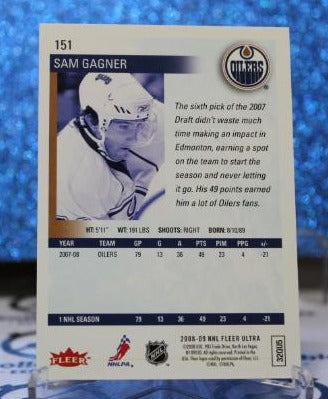 151
SAM GAGNER
OILERS
The sixth pick of the 2007
Draft didn't waste much
time making an impact in
Edmonton, earning a spot
on the team to start the
season and never letting
it go. His 49 points earned
him a lot of Oilers fans.
HT: 5'11" WT: 191 LBS SHOOTS: RIGHT BORN: 8/10/89
YEAR TEAM GP G A PTS PIM PPG +/-
2007-08 OILERS 79 13 36 49 23 4 -21
1 NHL SEASON 79 13 36 49 23 4 -21
2008-09 NHL FLEER ULTRA
FLEER
NHLPA
NHL
320U5